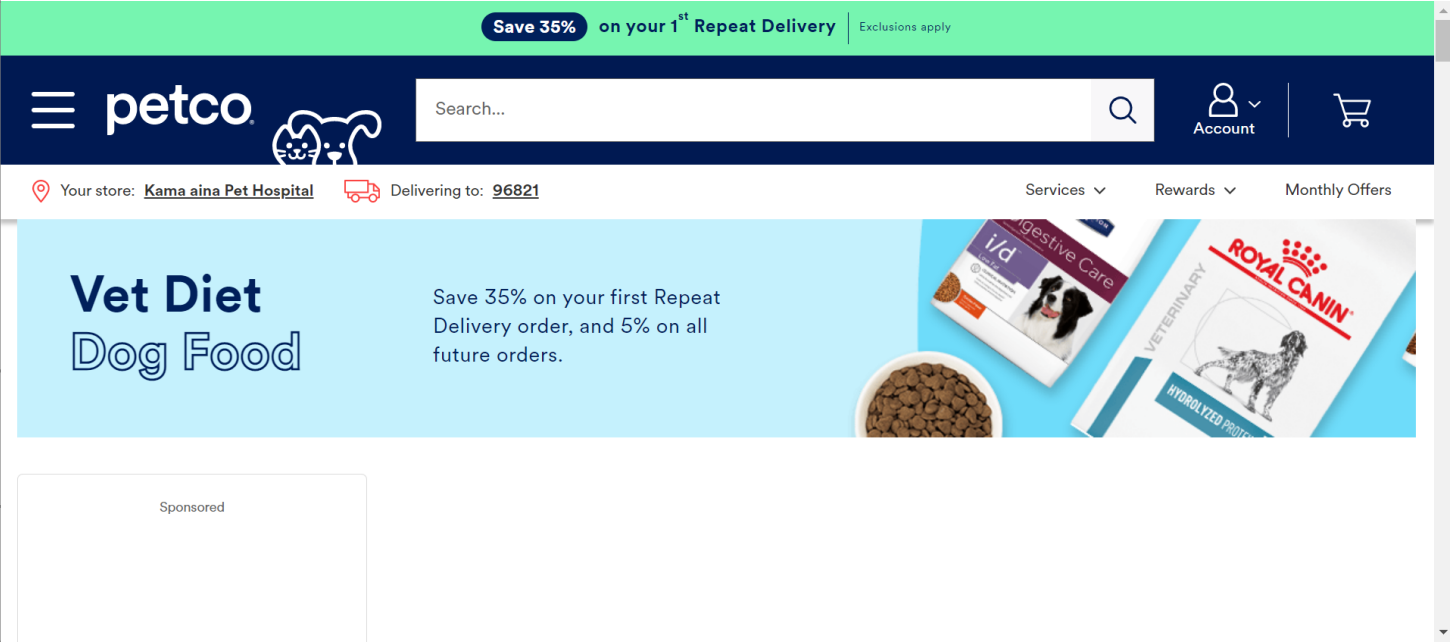 Save 35% on your 1st Repeat Delivery Exclusions apply
petco
Search...
Account
Your store: Kama aina Pet Hospital Delivering to: 96821 Services Rewards Monthly Offers
Vet Diet
Dog Food
Save 35% on your first Repeat
Delivery order, and 5% on all
future orders.
Digestive Care
i/d
Low Fat
ROYAL CANIN
VETERINARY
HYDROLYZED
Sponsored